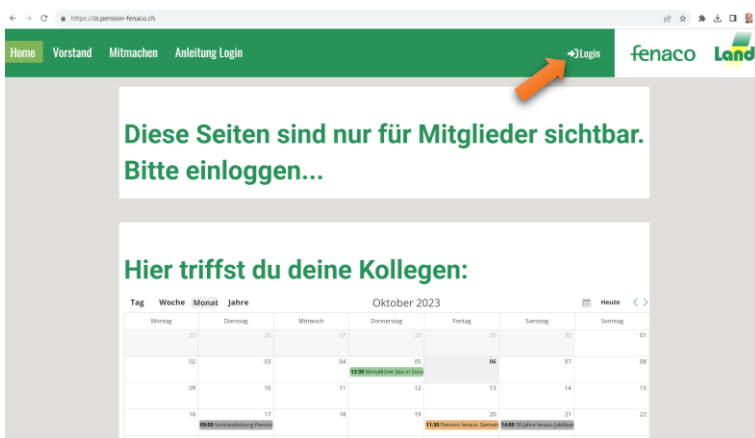 https://zs.pension-fenaco.ch
Home Vorstand Mitmachen Anleitung Login Login fenaco Land
Diese Seiten sind nur für Mitglieder sichtbar.
Bitte einloggen...
Hier triffst du deine Kollegen:
Tag Woche Monat Jahre Oktober 2023 Heute
Montag Dienstag Mittwoch Donnerstag Freitag Samstag Sonntag
25 26 27 28 29 30 01
02 03 04 05 06 07 08
13:30 Monatlicher Jass in
09 10 11 12 13 14 15
16 17 18 19 20 21 22
09:00 Vorstandsitzung Pension 11:30 Pension fenaco: Gemein 14:00 30 Jahre fenaco Jubiläum